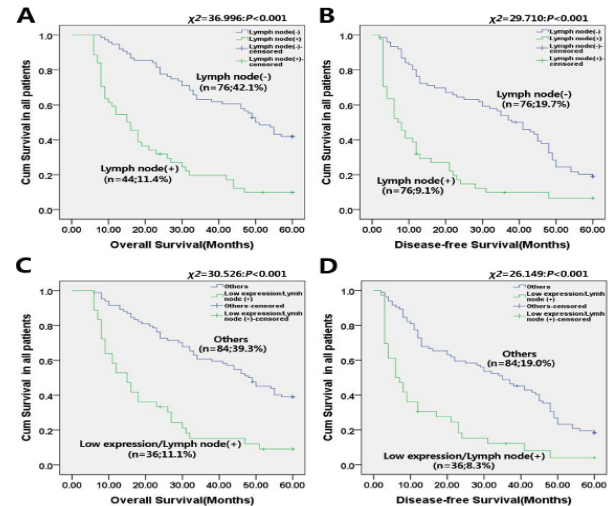 A
χ2=36.996:P<0.001
Lymph node(-)
Lymph node(+)
Lymph node(-)-
censored
Lymph node(+)-
censored
Lymph node(-)
(n=76;42.1%)
Lymph node(+)
(n=44;11.4%)
Cum Survival in all patients
1.0
0.8
0.6
0.4
0.2
0.0
0.00 10.00 20.00 30.00 40.00 50.00 60.00
Overall Survival(Months)
B
χ2=29.710;P<0.001
Lymph node(-)
Lymph node(+)
Lymph node(-)-
censored
Lymph node(+)-
censored
Lymph node(-)
(n=76;19.7%)
Lymph node(+)
(n=76;9.1%)
Cum Survival in all patients
1.0
0.8
0.6
0.4
0.2
0.0
0.00 10.00 20.00 30.00 40.00 50.00 60.00
Disease-free Survival(Months)
C
χ2=30.526;P<0.001
Others
Low expression/Lymh
node (+)
Others-censored
Low expression/Lymh
node (+)-censored
Others
(n=84;39.3%)
Low expression/Lymph node(+)
(n=36;11.1%)
Cum Survival in all patients
1.0
0.8
0.6
0.4
0.2
0.0
0.00 10.00 20.00 30.00 40.00 50.00 60.00
Overall Survival(Months)
D
χ2=26.149;P<0.001
Others
Low expression/Lymh
node (+)
Others-censored
Low expression/Lymh
node (+)-censored
Others
(n=84;19.0%)
Low expression/Lymph node(+)
(n=36;8.3%)
Cum Survival in all patients
1.0
0.8
0.6
0.4
0.2
0.0
0.00 10.00 20.00 30.00 40.00 50.00 60.00
Disease-free Survival(Months)